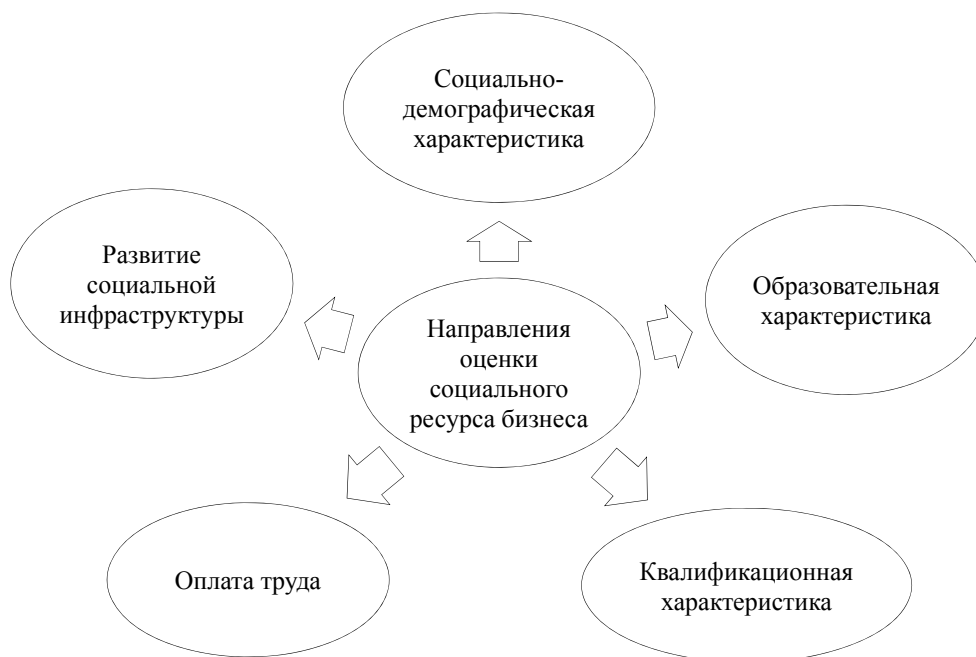 Социально-
демографическая
характеристика
Развитие
социальной
инфраструктуры
Образовательная
характеристика
Направления
оценки
социального
ресурса бизнеса
Оплата труда
Квалификационная
характеристика